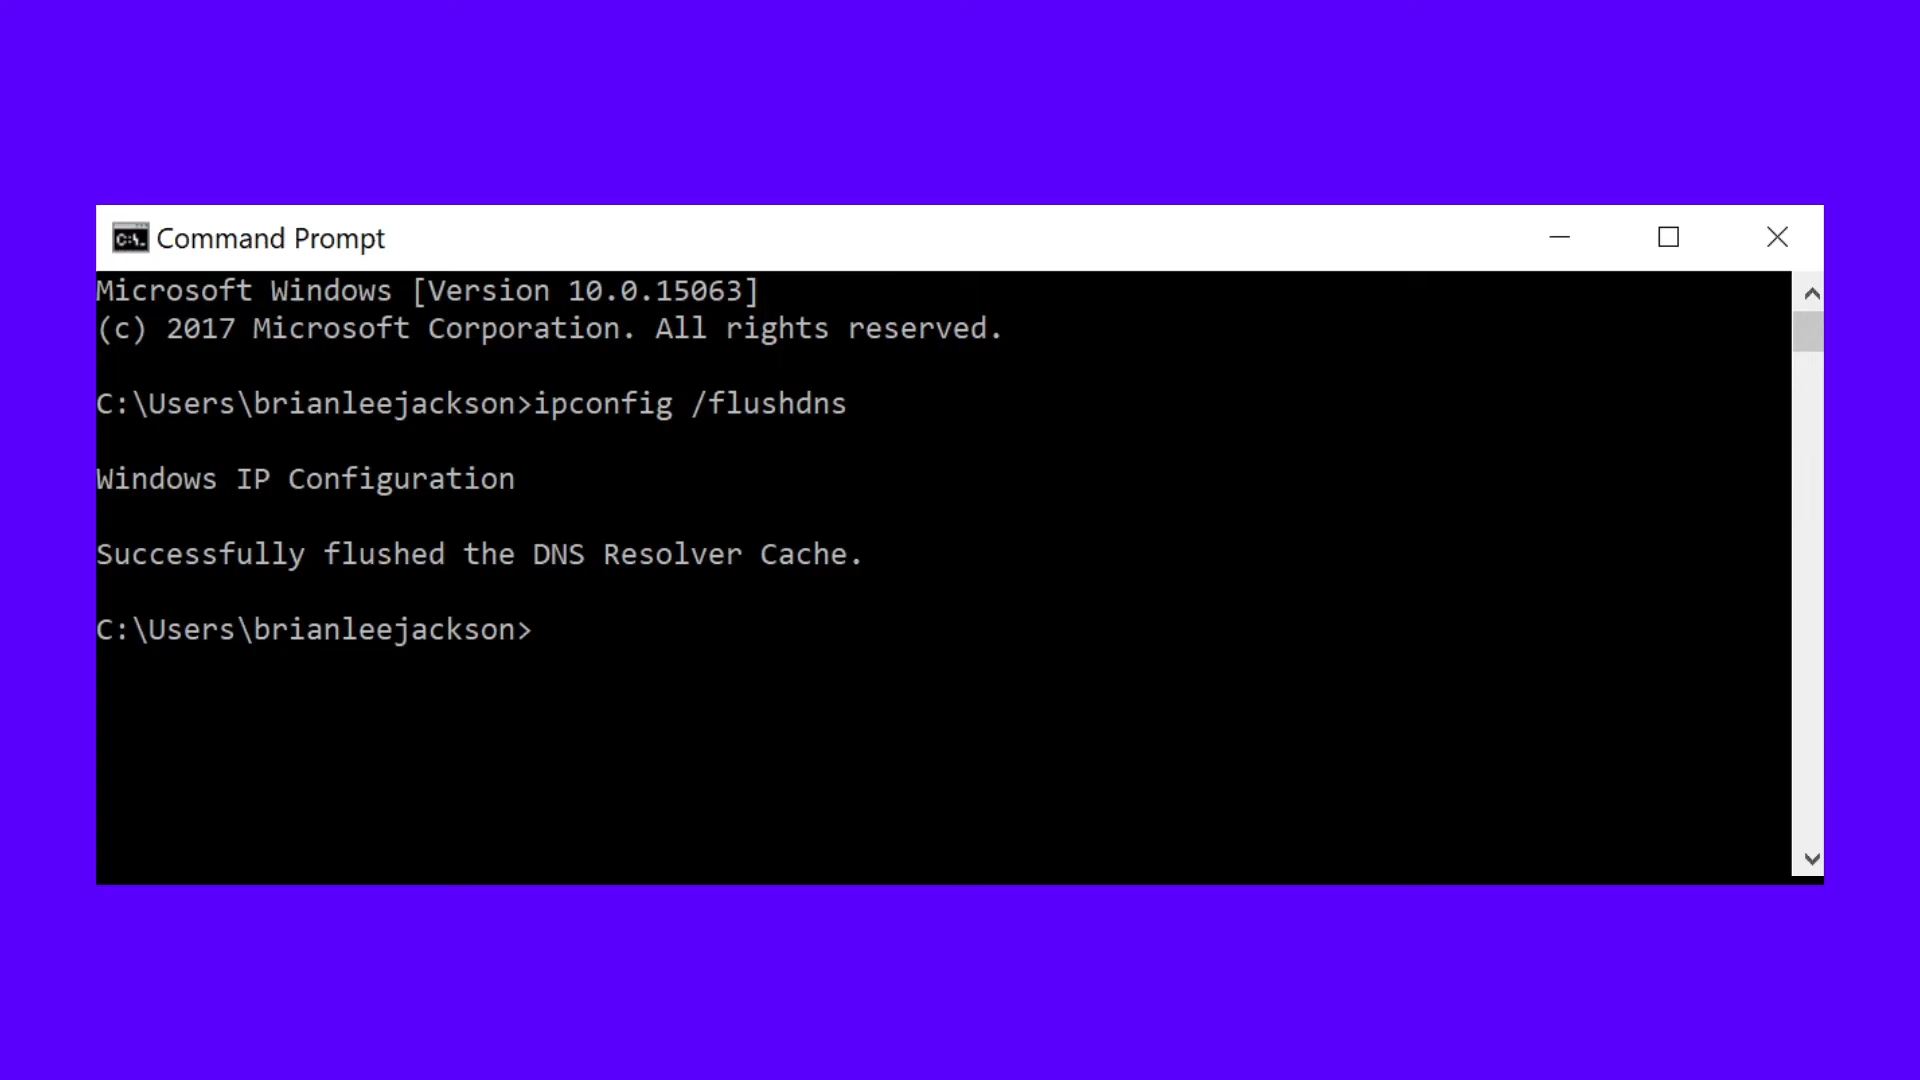 Command Prompt
Microsoft Windows [Version 10.0.15063]
(c) 2017 Microsoft Corporation. All rights reserved.
C:\Users\brianleejackson>ipconfig /flushdns
Windows IP Configuration
Successfully flushed the DNS Resolver Cache.
C:\Users\brianleejackson>